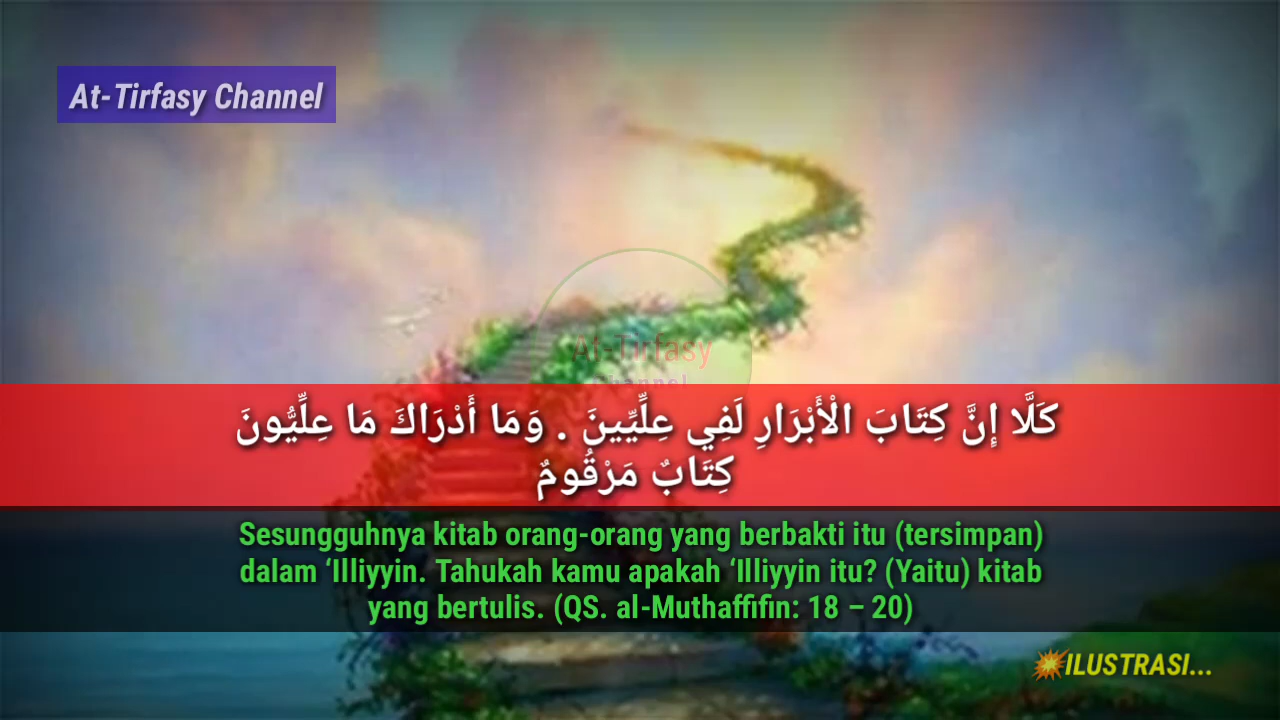 At-Tirfasy Channel
At-Tirfasy
Channel
كَلَّا إِنَّ كِتَابَ الْأَبْرَارِ لَفِي عِلِّيِّينَ . وَمَا أَدْرَاكَ مَا عِلِّيُّونَ
كِتَابٌ مَرْقُومٌ
Sesungguhnya kitab orang-orang yang berbakti itu (tersimpan)
dalam ‘Illiyyin. Tahukah kamu apakah ‘Illiyyin itu? (Yaitu) kitab
yang bertulis. (QS. al-Muthaffifin: 18 – 20)
ILUSTRASI...